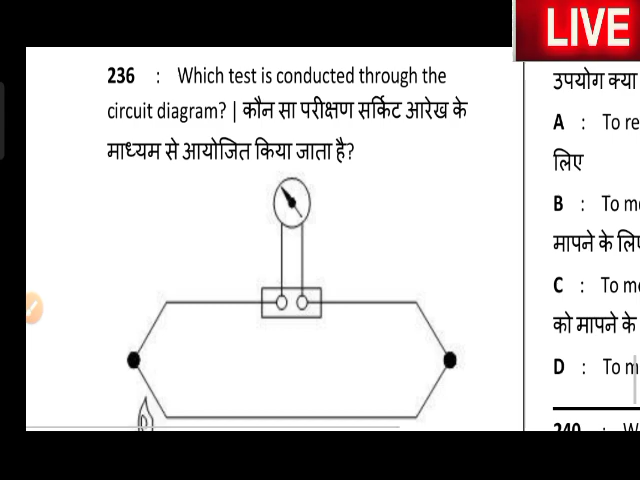 LIVE
236 : Which test is conducted through the
circuit diagram? | कौन सा परीक्षण सर्किट आरेख के
माध्यम से आयोजित किया जाता है?
उपयोग क्या
A : To re
लिए
B : To m
मापने के लिए
C : To m
को मापने के
D : To m
240 : W